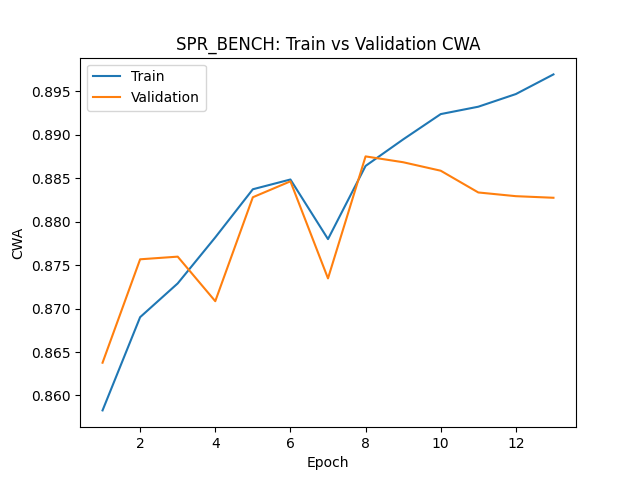 SPR_BENCH: Train vs Validation CWA
Train
Validation
0.895
0.890
0.885
0.880
0.875
0.870
0.865
0.860
CWA
2 4 6 8 10 12
Epoch